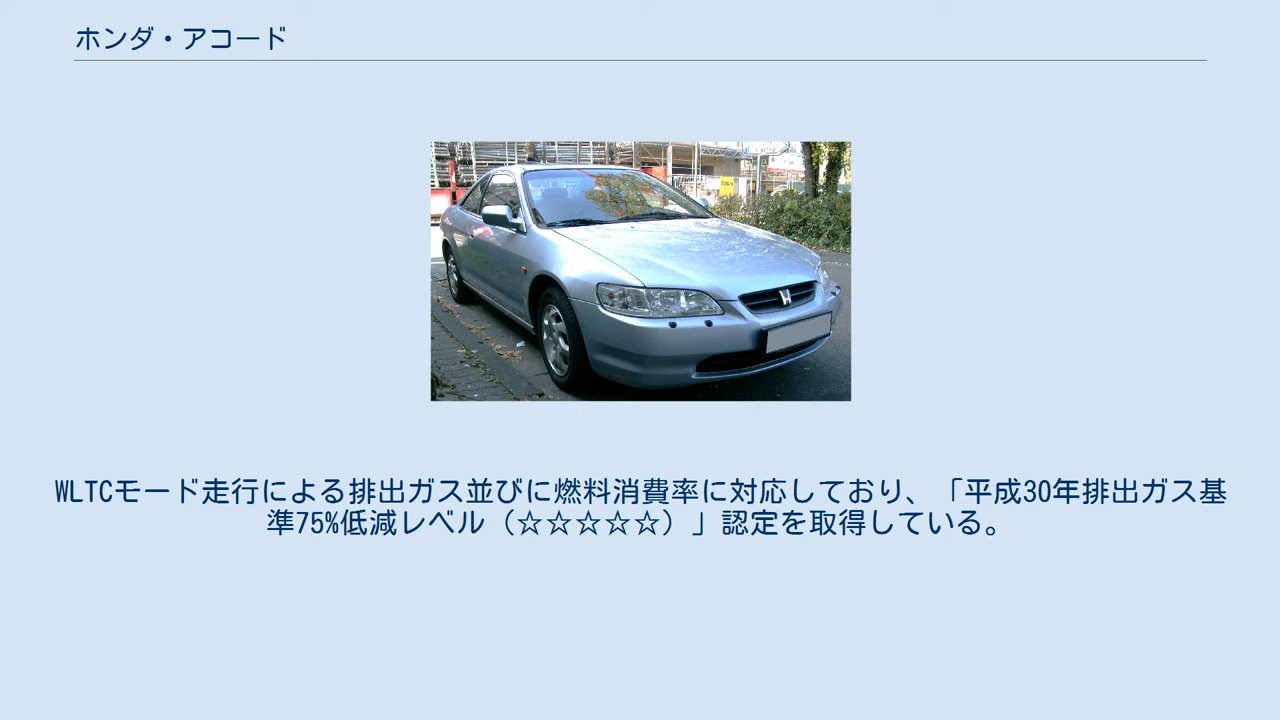 ホンダ・アコード
WLTCモード走行による排出ガス並びに燃料消費率に対応しており、「平成30年排出ガス基
準75%低減レベル（☆☆☆☆☆）」認定を取得している。